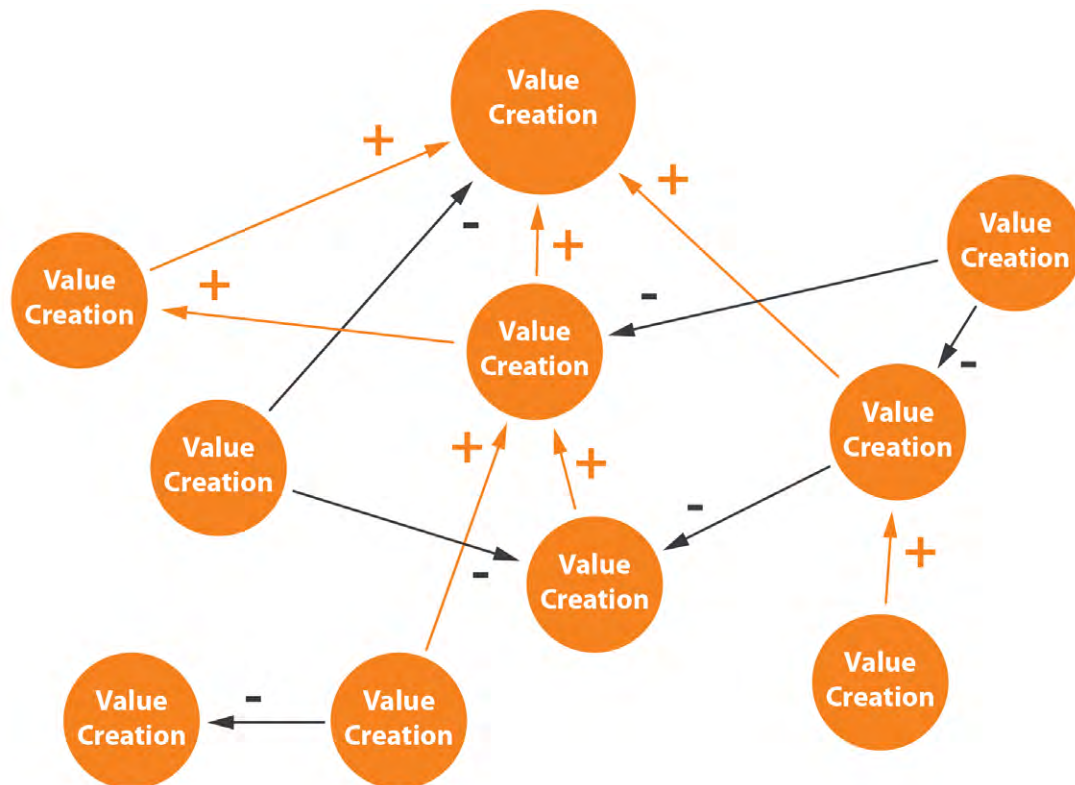 Value
Creation
+
+
-
Value
Creation
+
Value
Creation
+
+
-
Value
Creation
-
Value
Creation
Value
Creation
+
+
-
Value
Creation
-
+
Value
Creation
Value
Creation
-
Value
Creation
Value
Creation